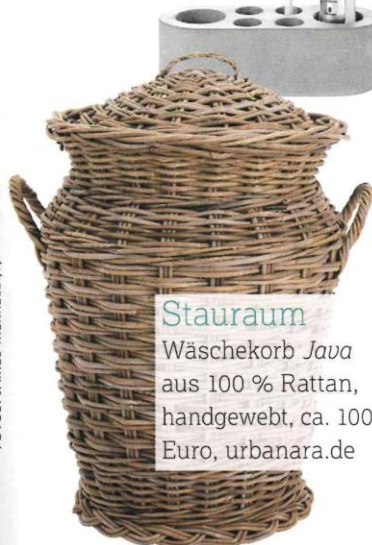 Stauraum
Wäschekorb Java
aus 100 % Rattan,
handgewebt, ca. 100
Euro, urbanara.de